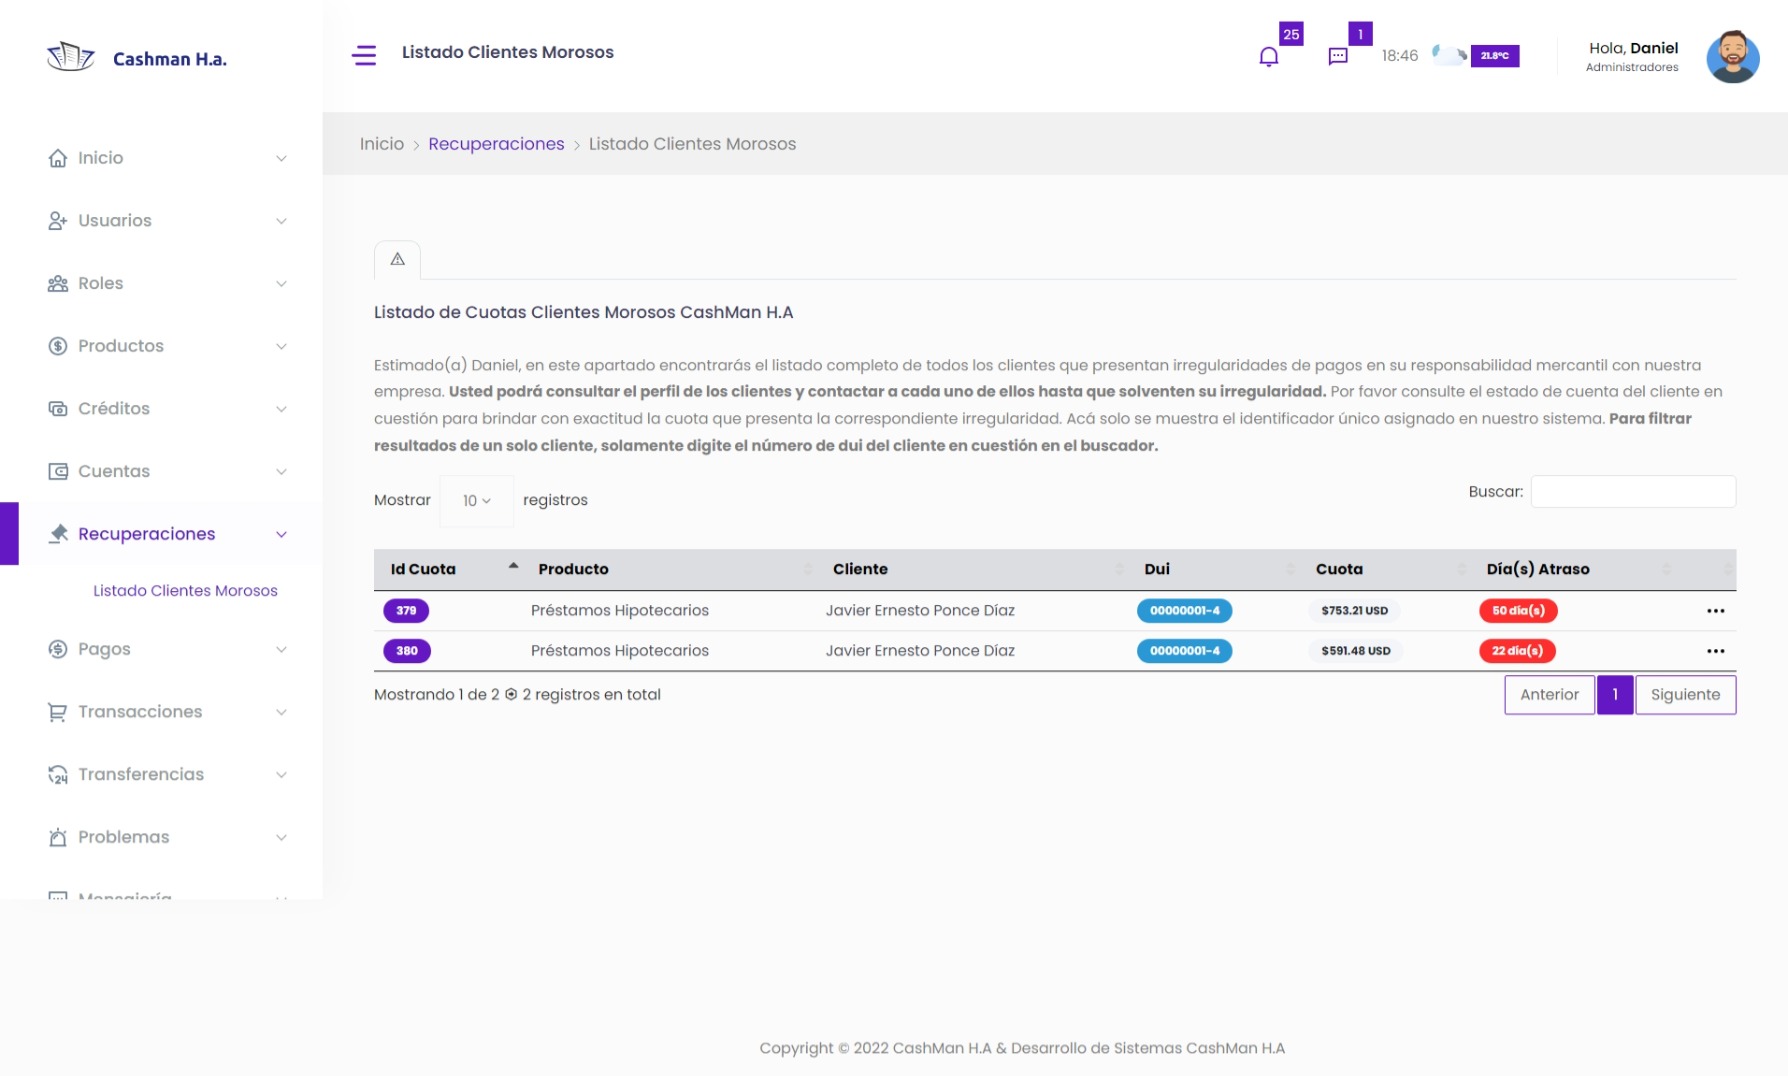 Cashman H.a.
Listado Clientes Morosos
25
1
18:46
21.8°C
Hola, Daniel
Administradores
Inicio
Usuarios
Roles
Productos
Créditos
Cuentas
Recuperaciones
Listado Clientes Morosos
Pagos
Transacciones
24 Transferencias
Problemas
Mensajería
Inicio > Recuperaciones > Listado Clientes Morosos
Listado de Cuotas Clientes Morosos CashMan H.A
Estimado(a) Daniel, en este apartado encontrarás el listado completo de todos los clientes que presentan irregularidades de pagos en su responsabilidad mercantil con nuestra
empresa. Usted podrá consultar el perfil de los clientes y contactar a cada uno de ellos hasta que solventen su irregularidad. Por favor consulte el estado de cuenta del cliente en
cuestión para brindar con exactitud la cuota que presenta la correspondiente irregularidad. Acá solo se muestra el identificador único asignado en nuestro sistema. Para filtrar
resultados de un solo cliente, solamente digite el número de dui del cliente en cuestión en el buscador.
Mostrar 10 registros
Buscar:
Id Cuota Producto Cliente Dui Cuota Día(s) Atraso
379 Préstamos Hipotecarios Javier Ernesto Ponce Díaz 00000001-4 $753.21 USD 50 día(s)
380 Préstamos Hipotecarios Javier Ernesto Ponce Díaz 00000001-4 $591.48 USD 22 día(s)
Mostrando 1 de 2 2 registros en total
Anterior 1 Siguiente
Copyright © 2022 CashMan H.A & Desarrollo de Sistemas CashMan H.A